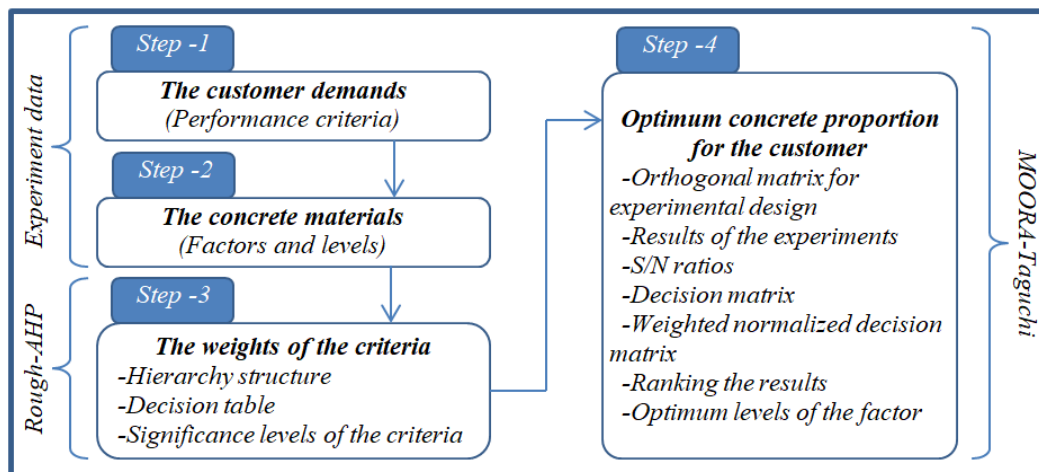 Experiment data
Step -1
The customer demands
(Performance criteria)
Step -2
The concrete materials
(Factors and levels)
Rough-AHP
Step -3
The weights of the criteria
-Hierarchy structure
-Decision table
-Significance levels of the criteria
Step -4
Optimum concrete proportion
for the customer
-Orthogonal matrix for
experimental design
-Results of the experiments
-S/N ratios
-Decision matrix
-Weighted normalized decision
matrix
-Ranking the results
-Optimum levels of the factor
MOORA-Taguchi